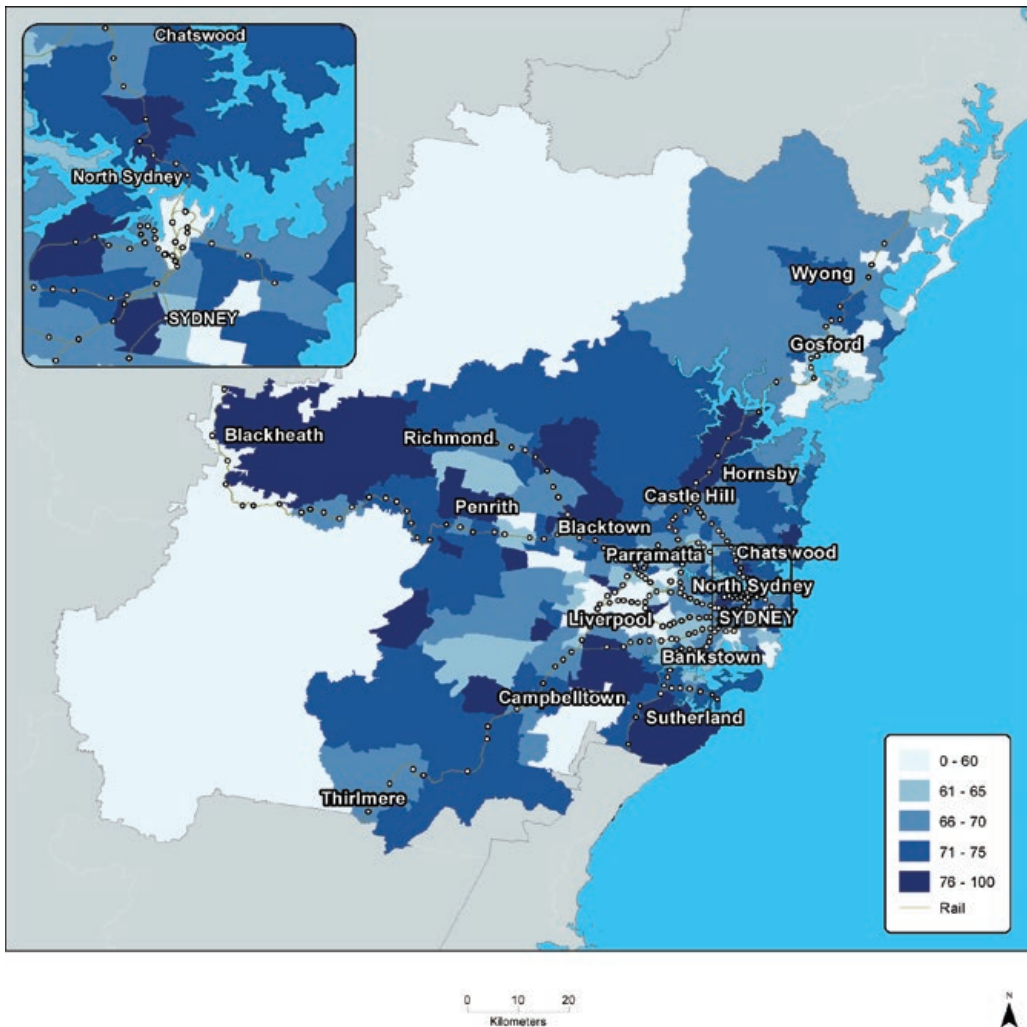 Chatswood
North Sydney
SYDNEY
Wyong
Gosford
Blackheath
Richmond
Hornsby
Castle Hill
Penrith
Blacktown
Parramatta
Chatswood
North Sydney
Liverpool
SYDNEY
Bankstown
Campbelltown
Sutherland
Thirlmere
0 - 60
61 - 65
66 - 70
71 - 75
76 - 100
Rail
0 10 20
Kilometers
N